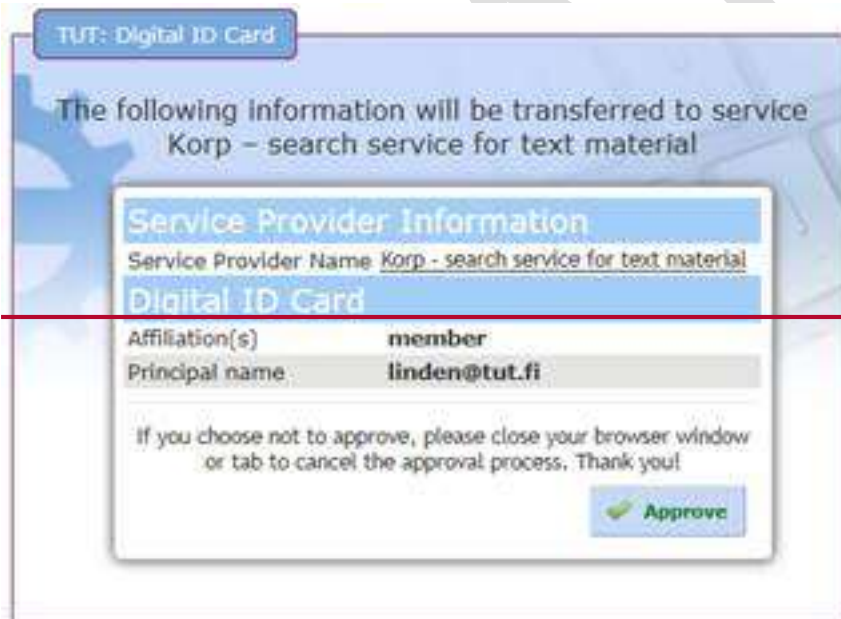 TUT: Digital ID Card
The following information will be transferred to service
Korp – search service for text material
Service Provider Information
Service Provider Name Korp - search service for text material
Digital ID Card
Affiliation(s) member
Principal name linden@tut.fi
If you choose not to approve, please close your browser window
or tab to cancel the approval process. Thank you!
Approve